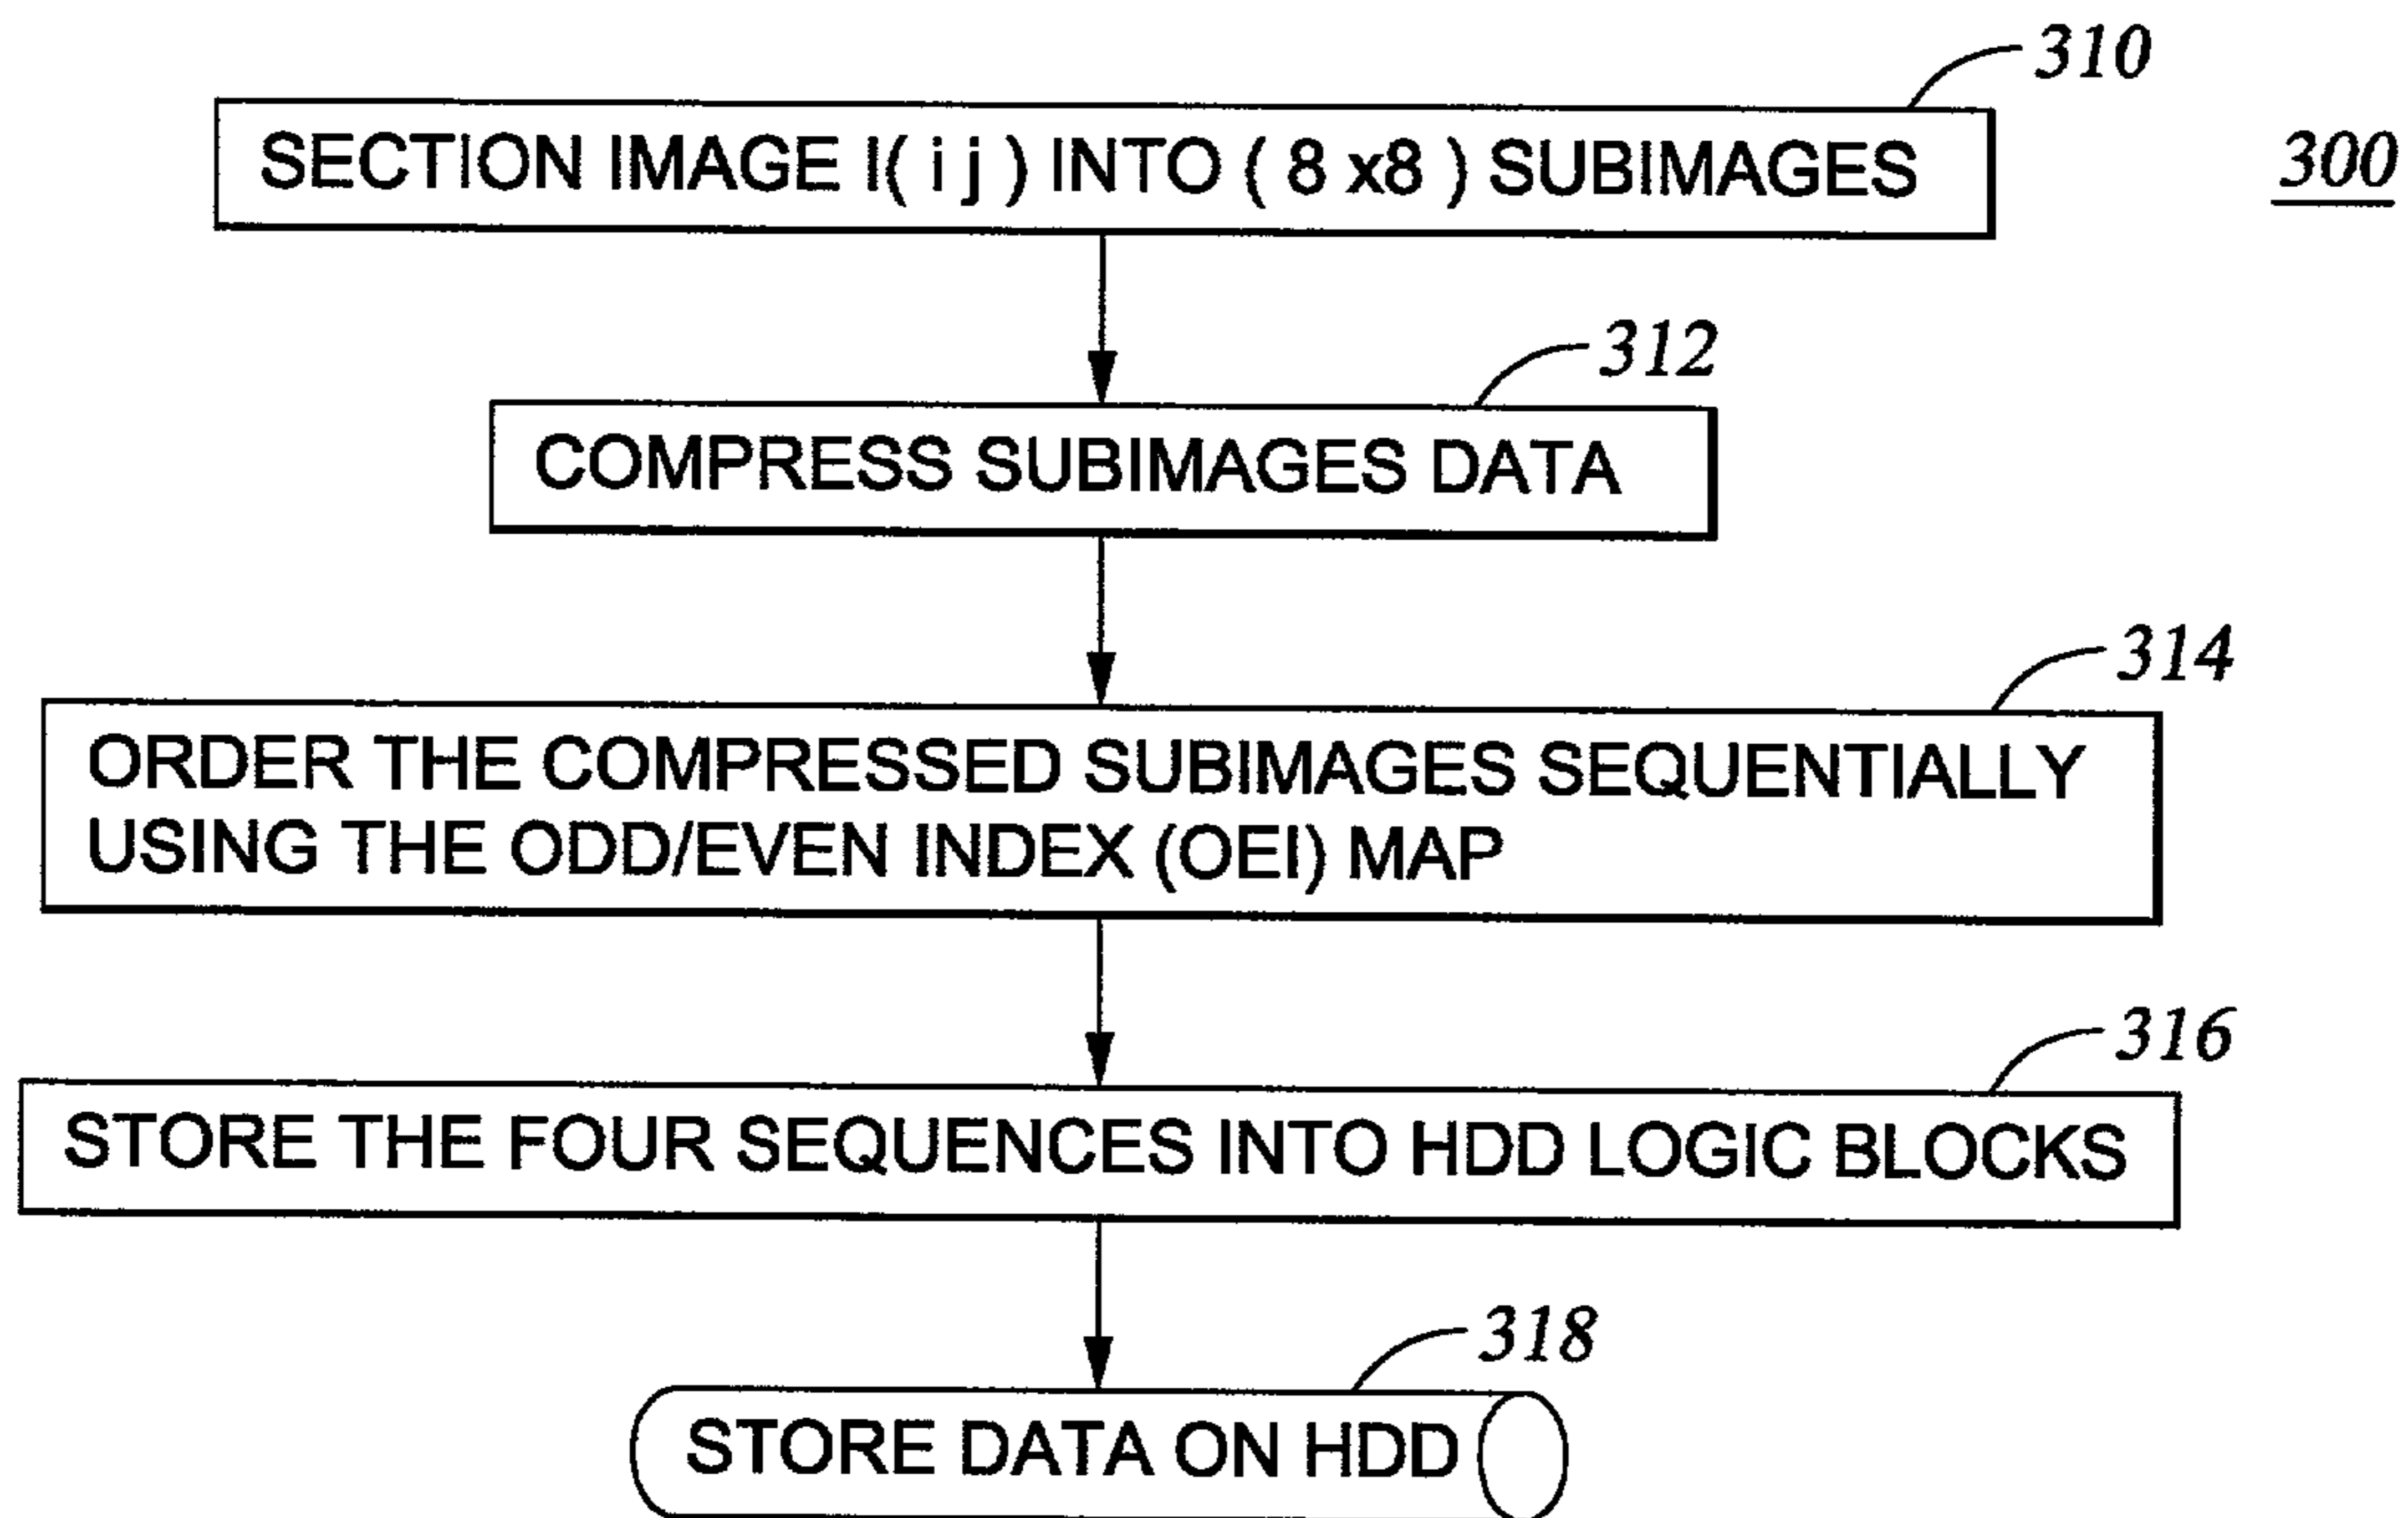 310
SECTION IMAGE I( i j ) INTO ( 8 x8 ) SUBIMAGES
300
312
COMPRESS SUBIMAGES DATA
314
ORDER THE COMPRESSED SUBIMAGES SEQUENTIALLY
USING THE ODD/EVEN INDEX (OEI) MAP
316
STORE THE FOUR SEQUENCES INTO HDD LOGIC BLOCKS
318
STORE DATA ON HDD